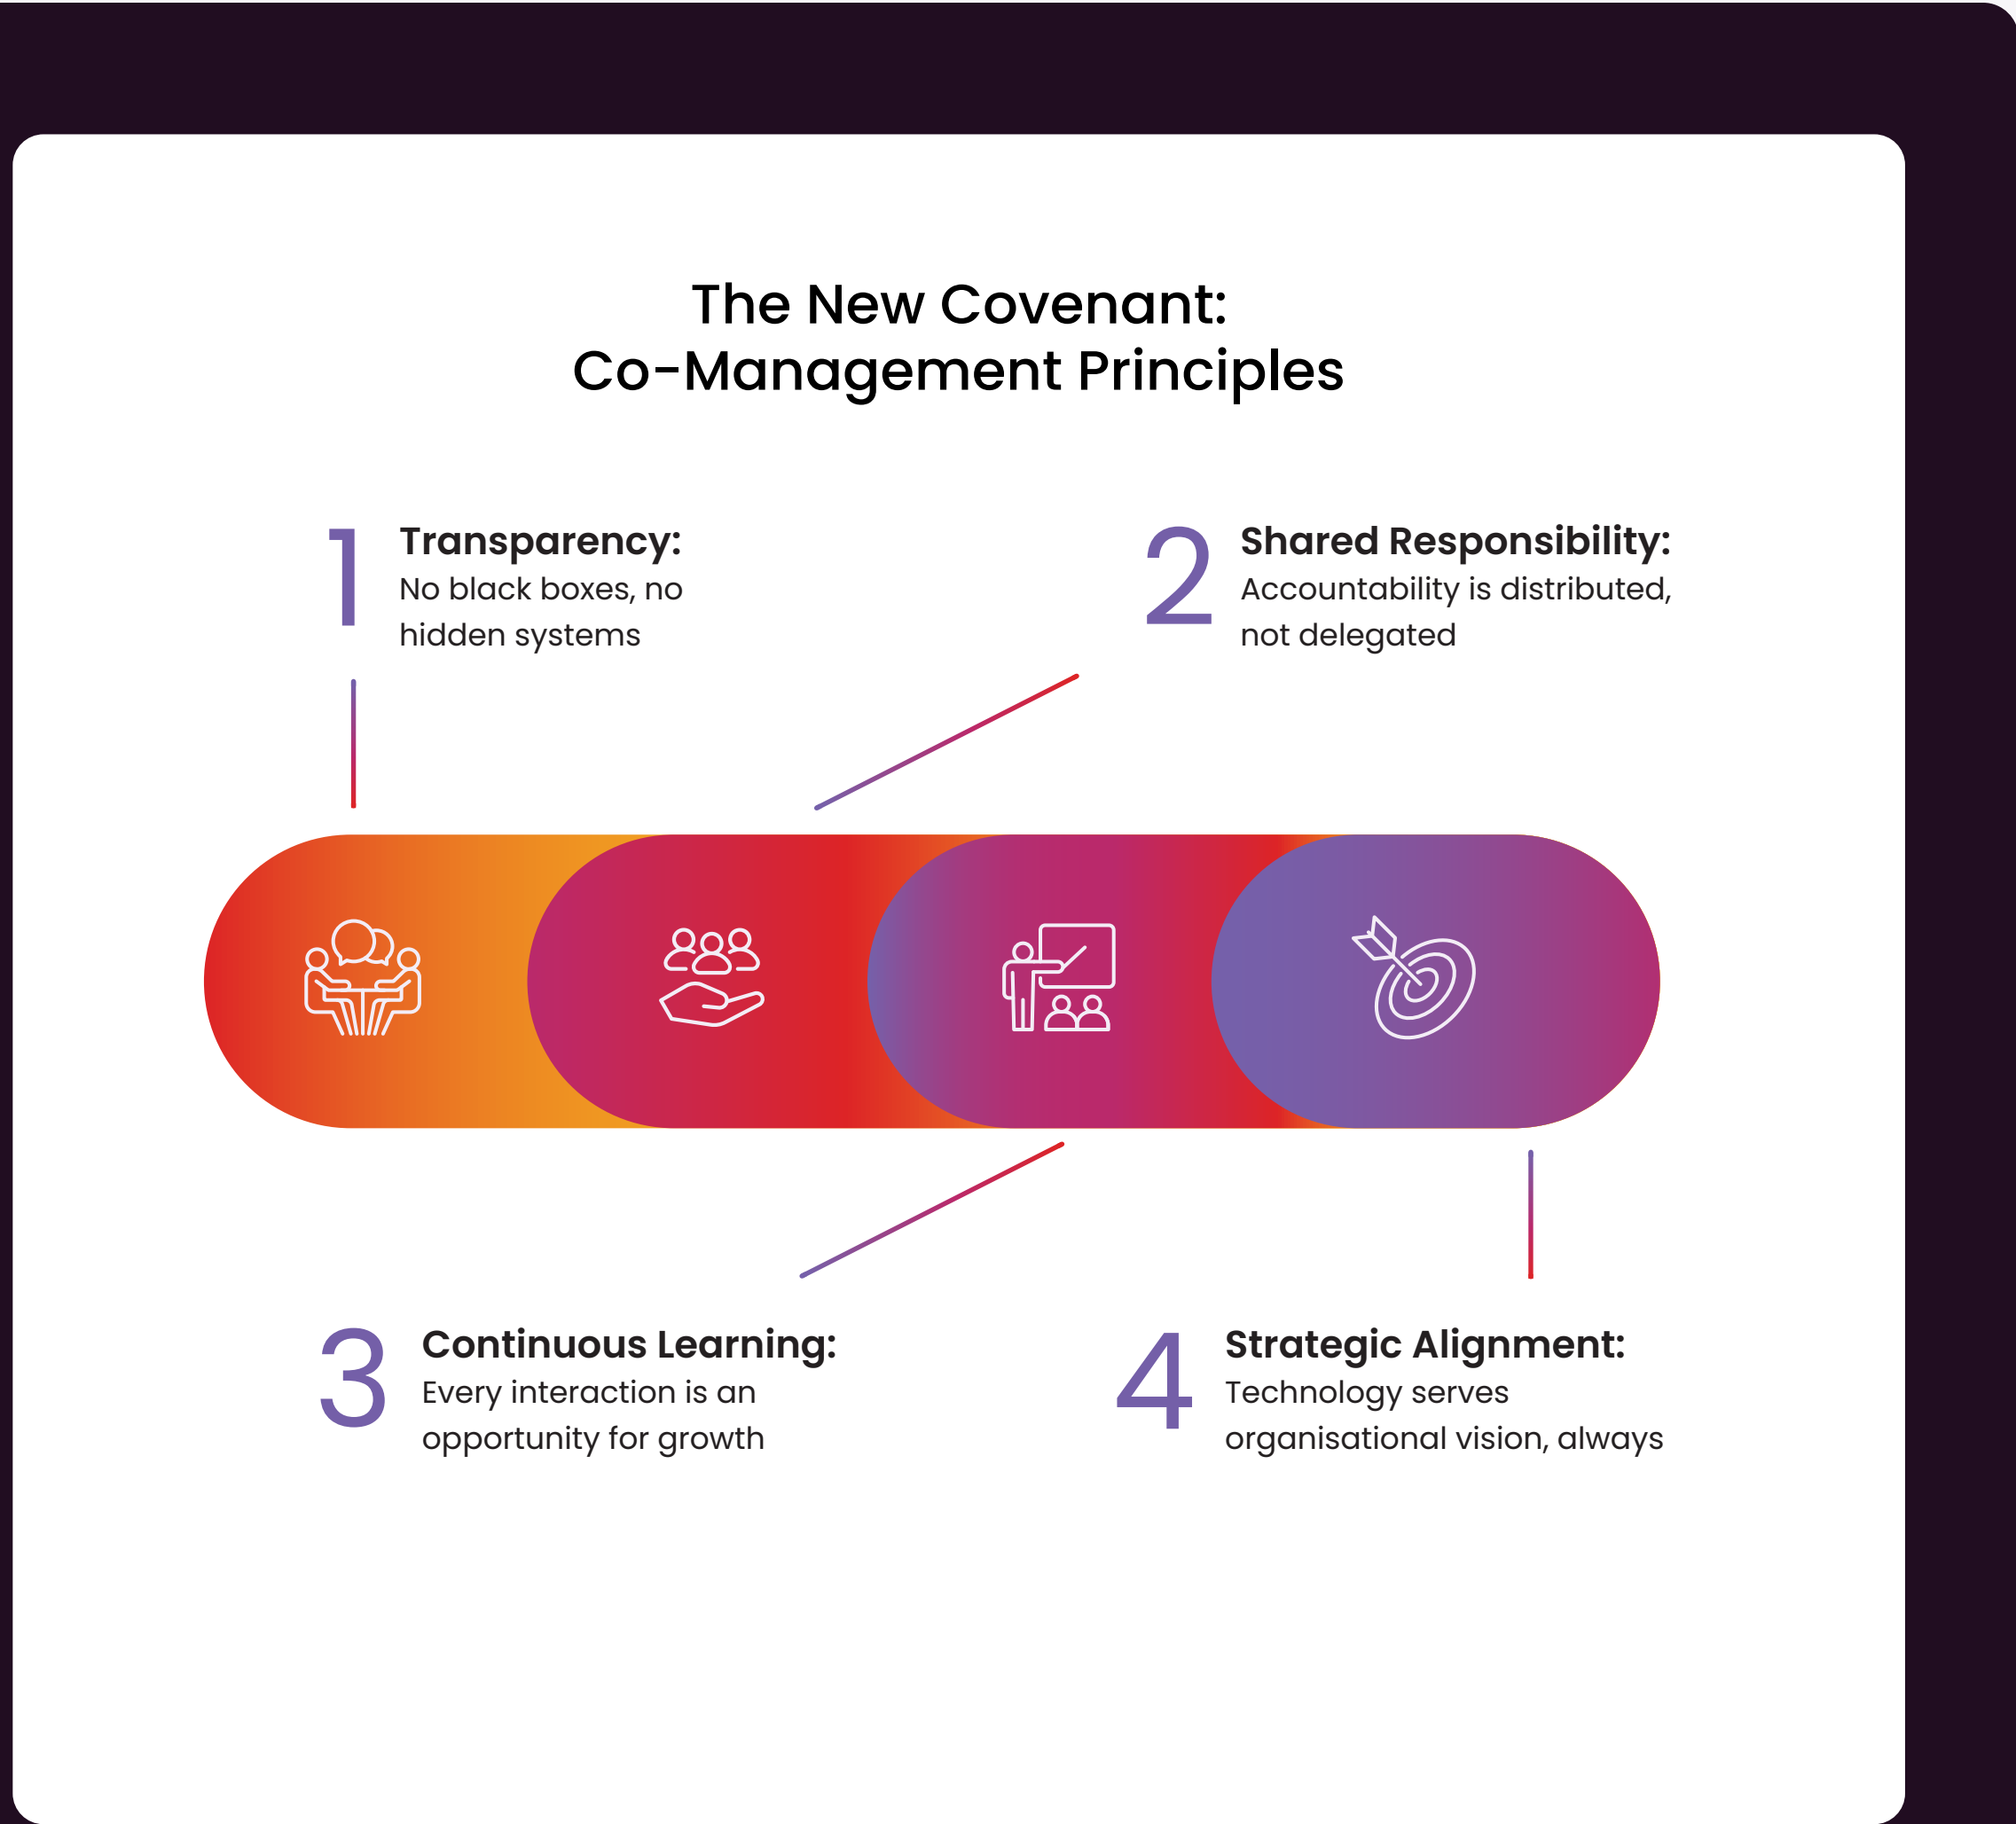 The New Covenant:
Co-Management Principles
1
Transparency:
No black boxes, no
hidden systems
2
Shared Responsibility:
Accountability is distributed,
not delegated
3
Continuous Learning:
Every interaction is an
opportunity for growth
4
Strategic Alignment:
Technology serves
organisational vision, always